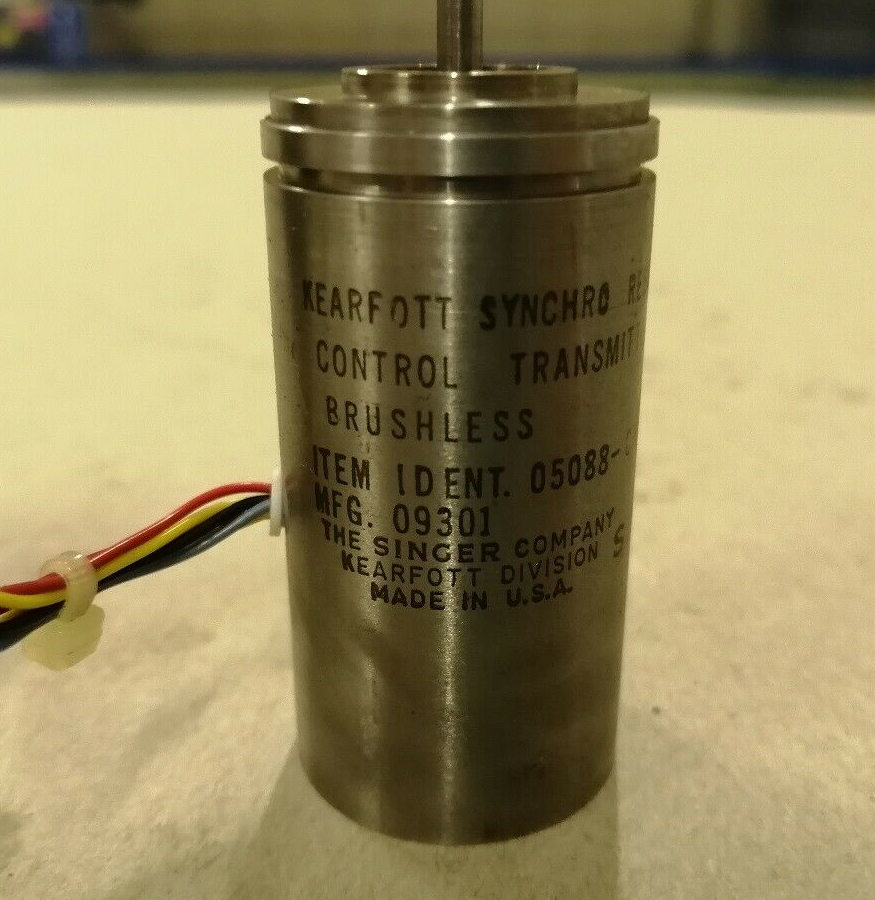 KEARFOTT SYNCHRO
CONTROL TRANSMIT
BRUSHLESS
ITEM IDENT. 05088-
MFG. 09301
THE SINGER COMPANY
KEARFOTT DIVISION S
MADE IN U.S.A.